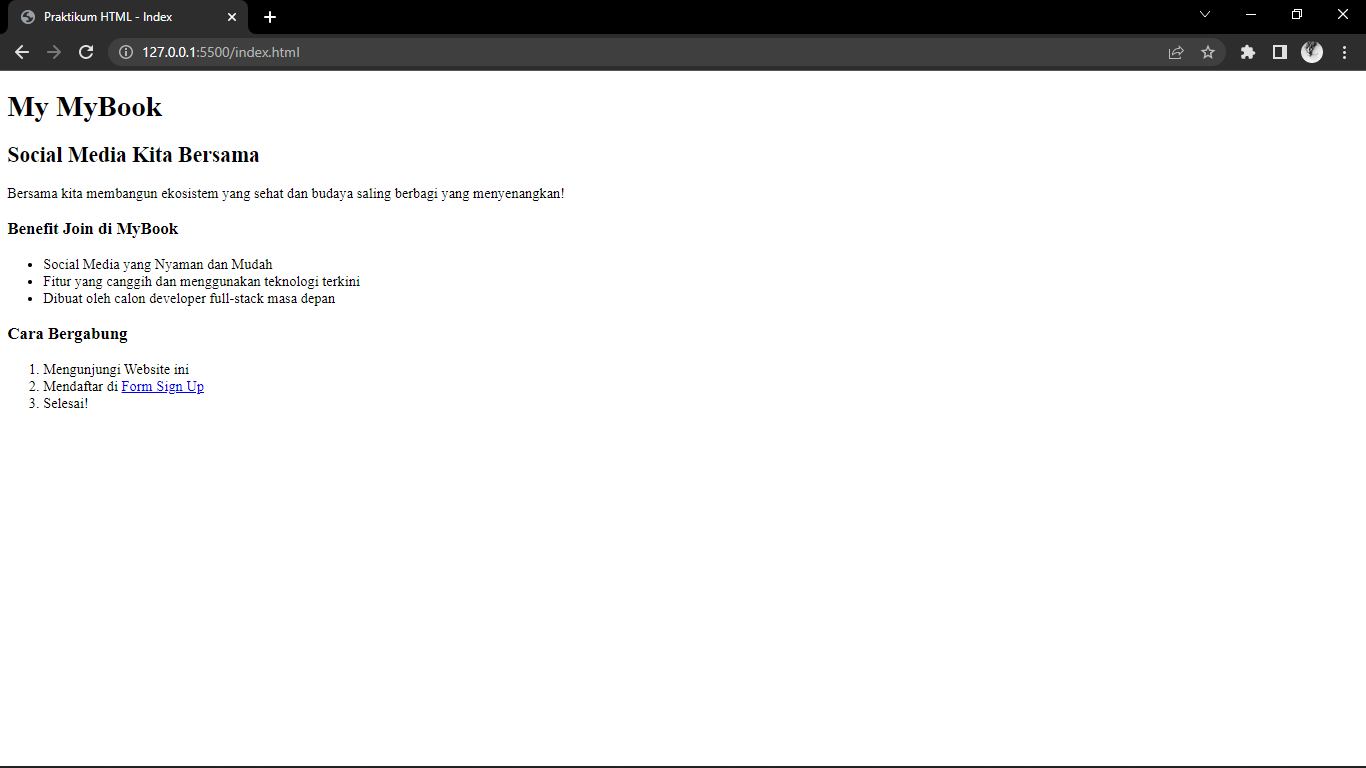 Praktikum HTML - Index
127.0.0.1:5500/index.html
My MyBook
Social Media Kita Bersama
Bersama kita membangun ekosistem yang sehat dan budaya saling berbagi yang menyenangkan!
Benefit Join di MyBook
• Social Media yang Nyaman dan Mudah
• Fitur yang canggih dan menggunakan teknologi terkini
• Dibuat oleh calon developer full-stack masa depan
Cara Bergabung
1. Mengunjungi Website ini
2. Mendaftar di Form Sign Up
3. Selesai!